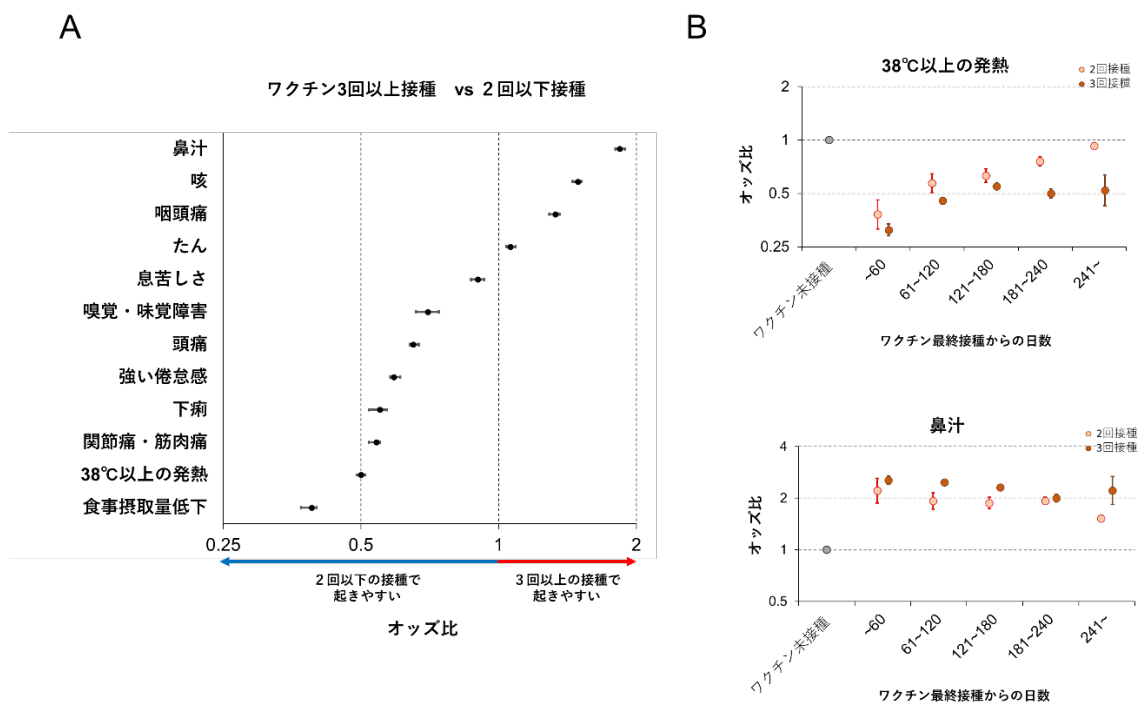 A
ワクチン3回以上接種 vs ２回以下接種
鼻汁
咳
咽頭痛
たん
息苦しさ
嗅覚・味覚障害
頭痛
強い倦怠感
下痢
関節痛・筋肉痛
38℃以上の発熱
食事摂取量低下
0.25 0.5 1 2
２回以下の接種で
起きやすい
３回以上の接種で
起きやすい
オッズ比
B
38℃以上の発熱
2回接種
3回接種
オッズ比
2
1
0.5
0.25
ワクチン未接種
~60
61~120
121~180
181~240
241~
ワクチン最終接種からの日数
鼻汁
2回接種
3回接種
オッズ比
4
2
1
0.5
ワクチン未接種
~60
61~120
121~180
181~240
241~
ワクチン最終接種からの日数